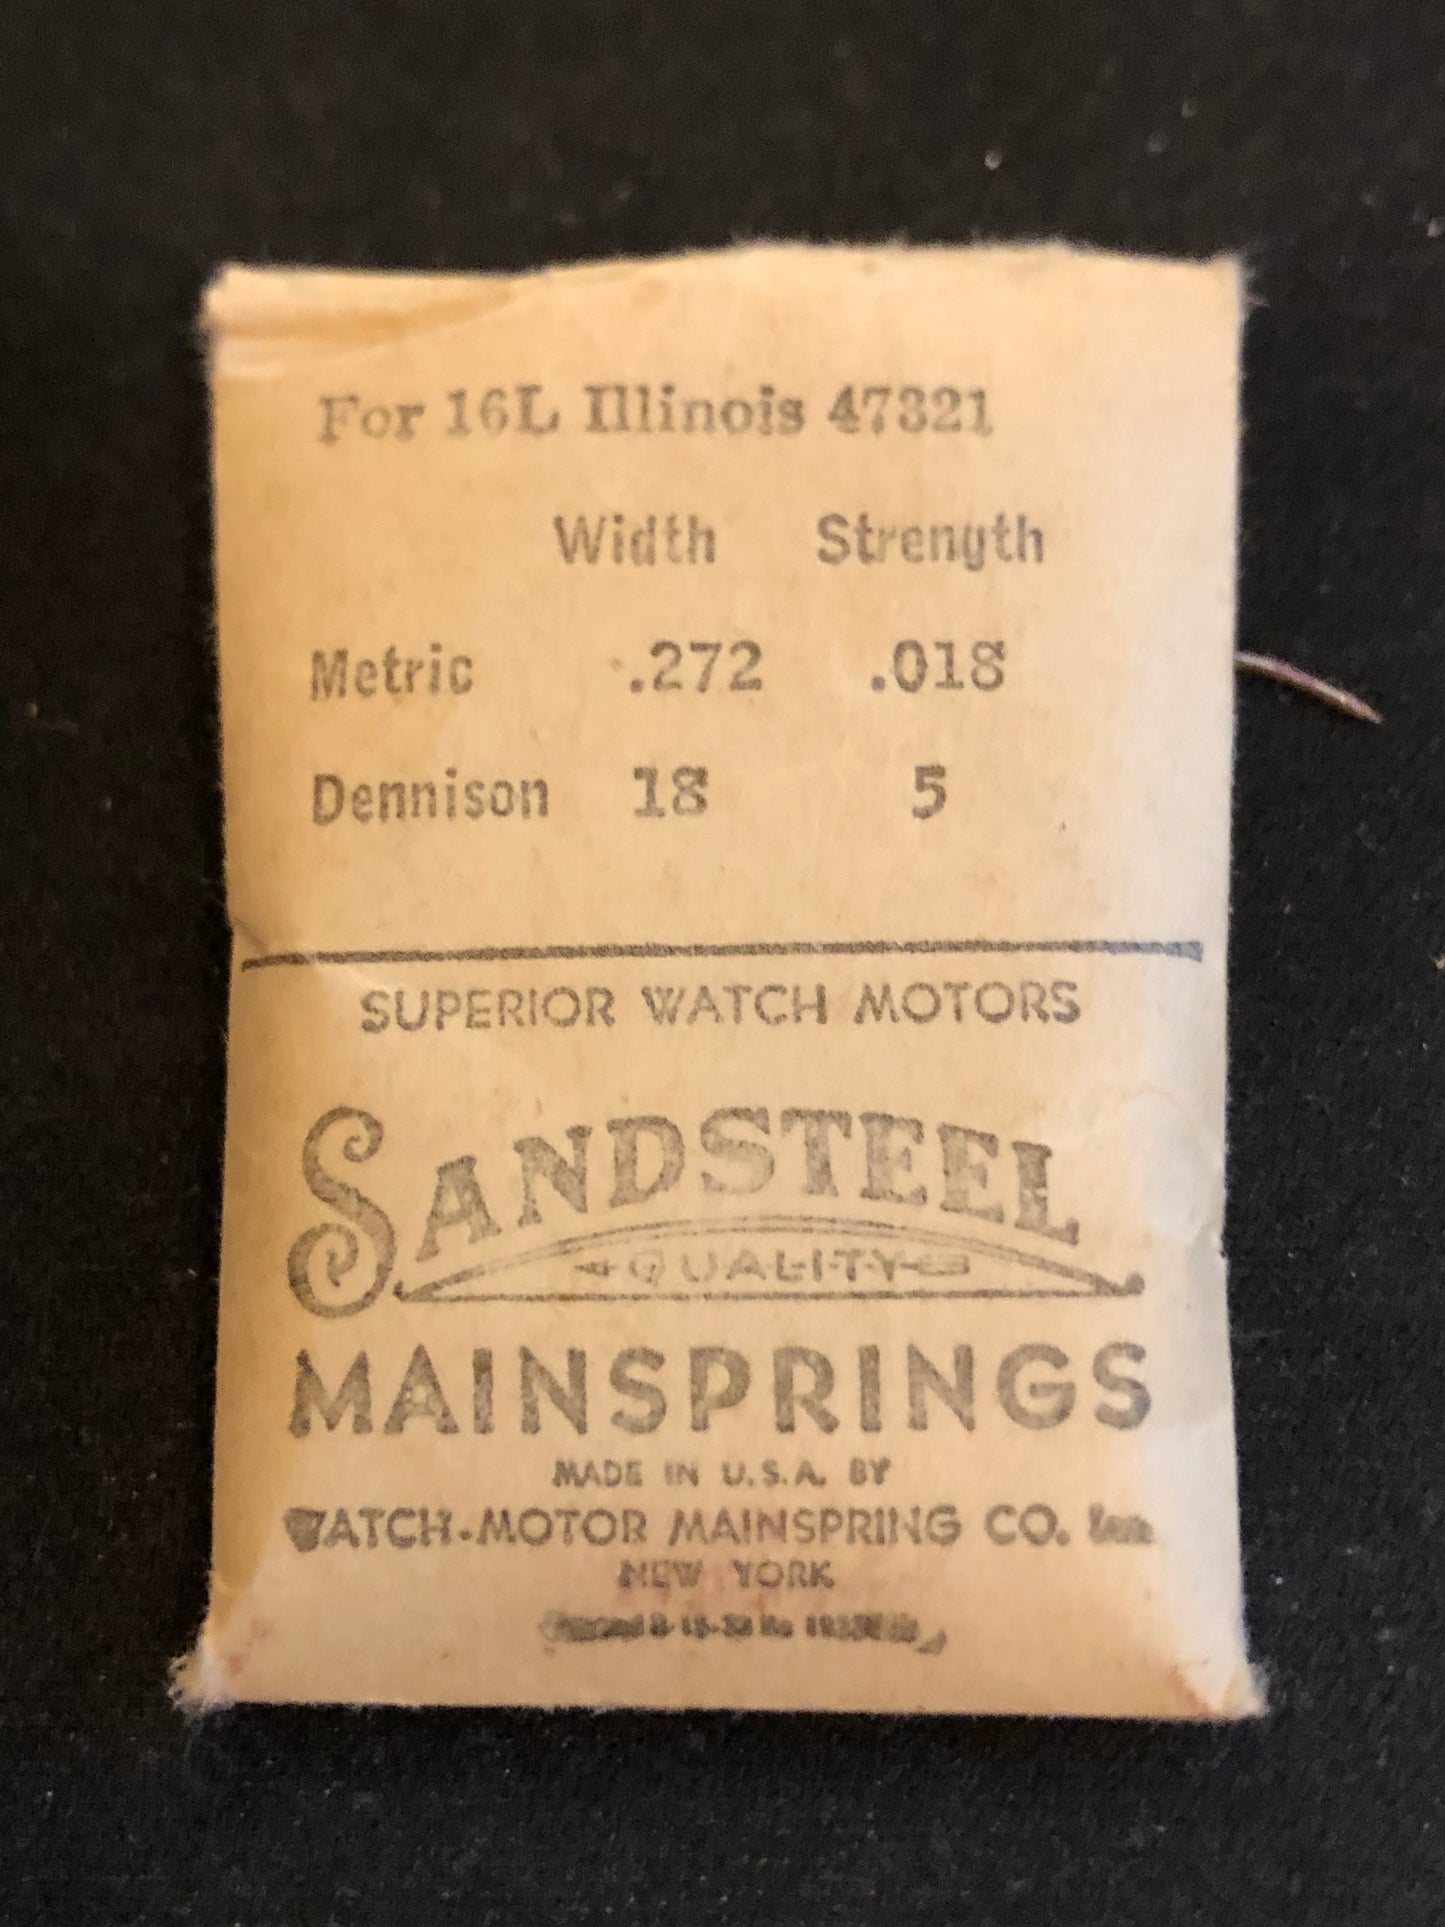 For 16L Illinois 47321
Width Strength
Metric .272 .018
Dennison 18 5
SUPERIOR WATCH MOTORS
SANDSTEEL
QUALITY
MAINSPRINGS
MADE IN U.S.A. BY
WATCH-MOTOR MAINSPRING CO.
NEW YORK